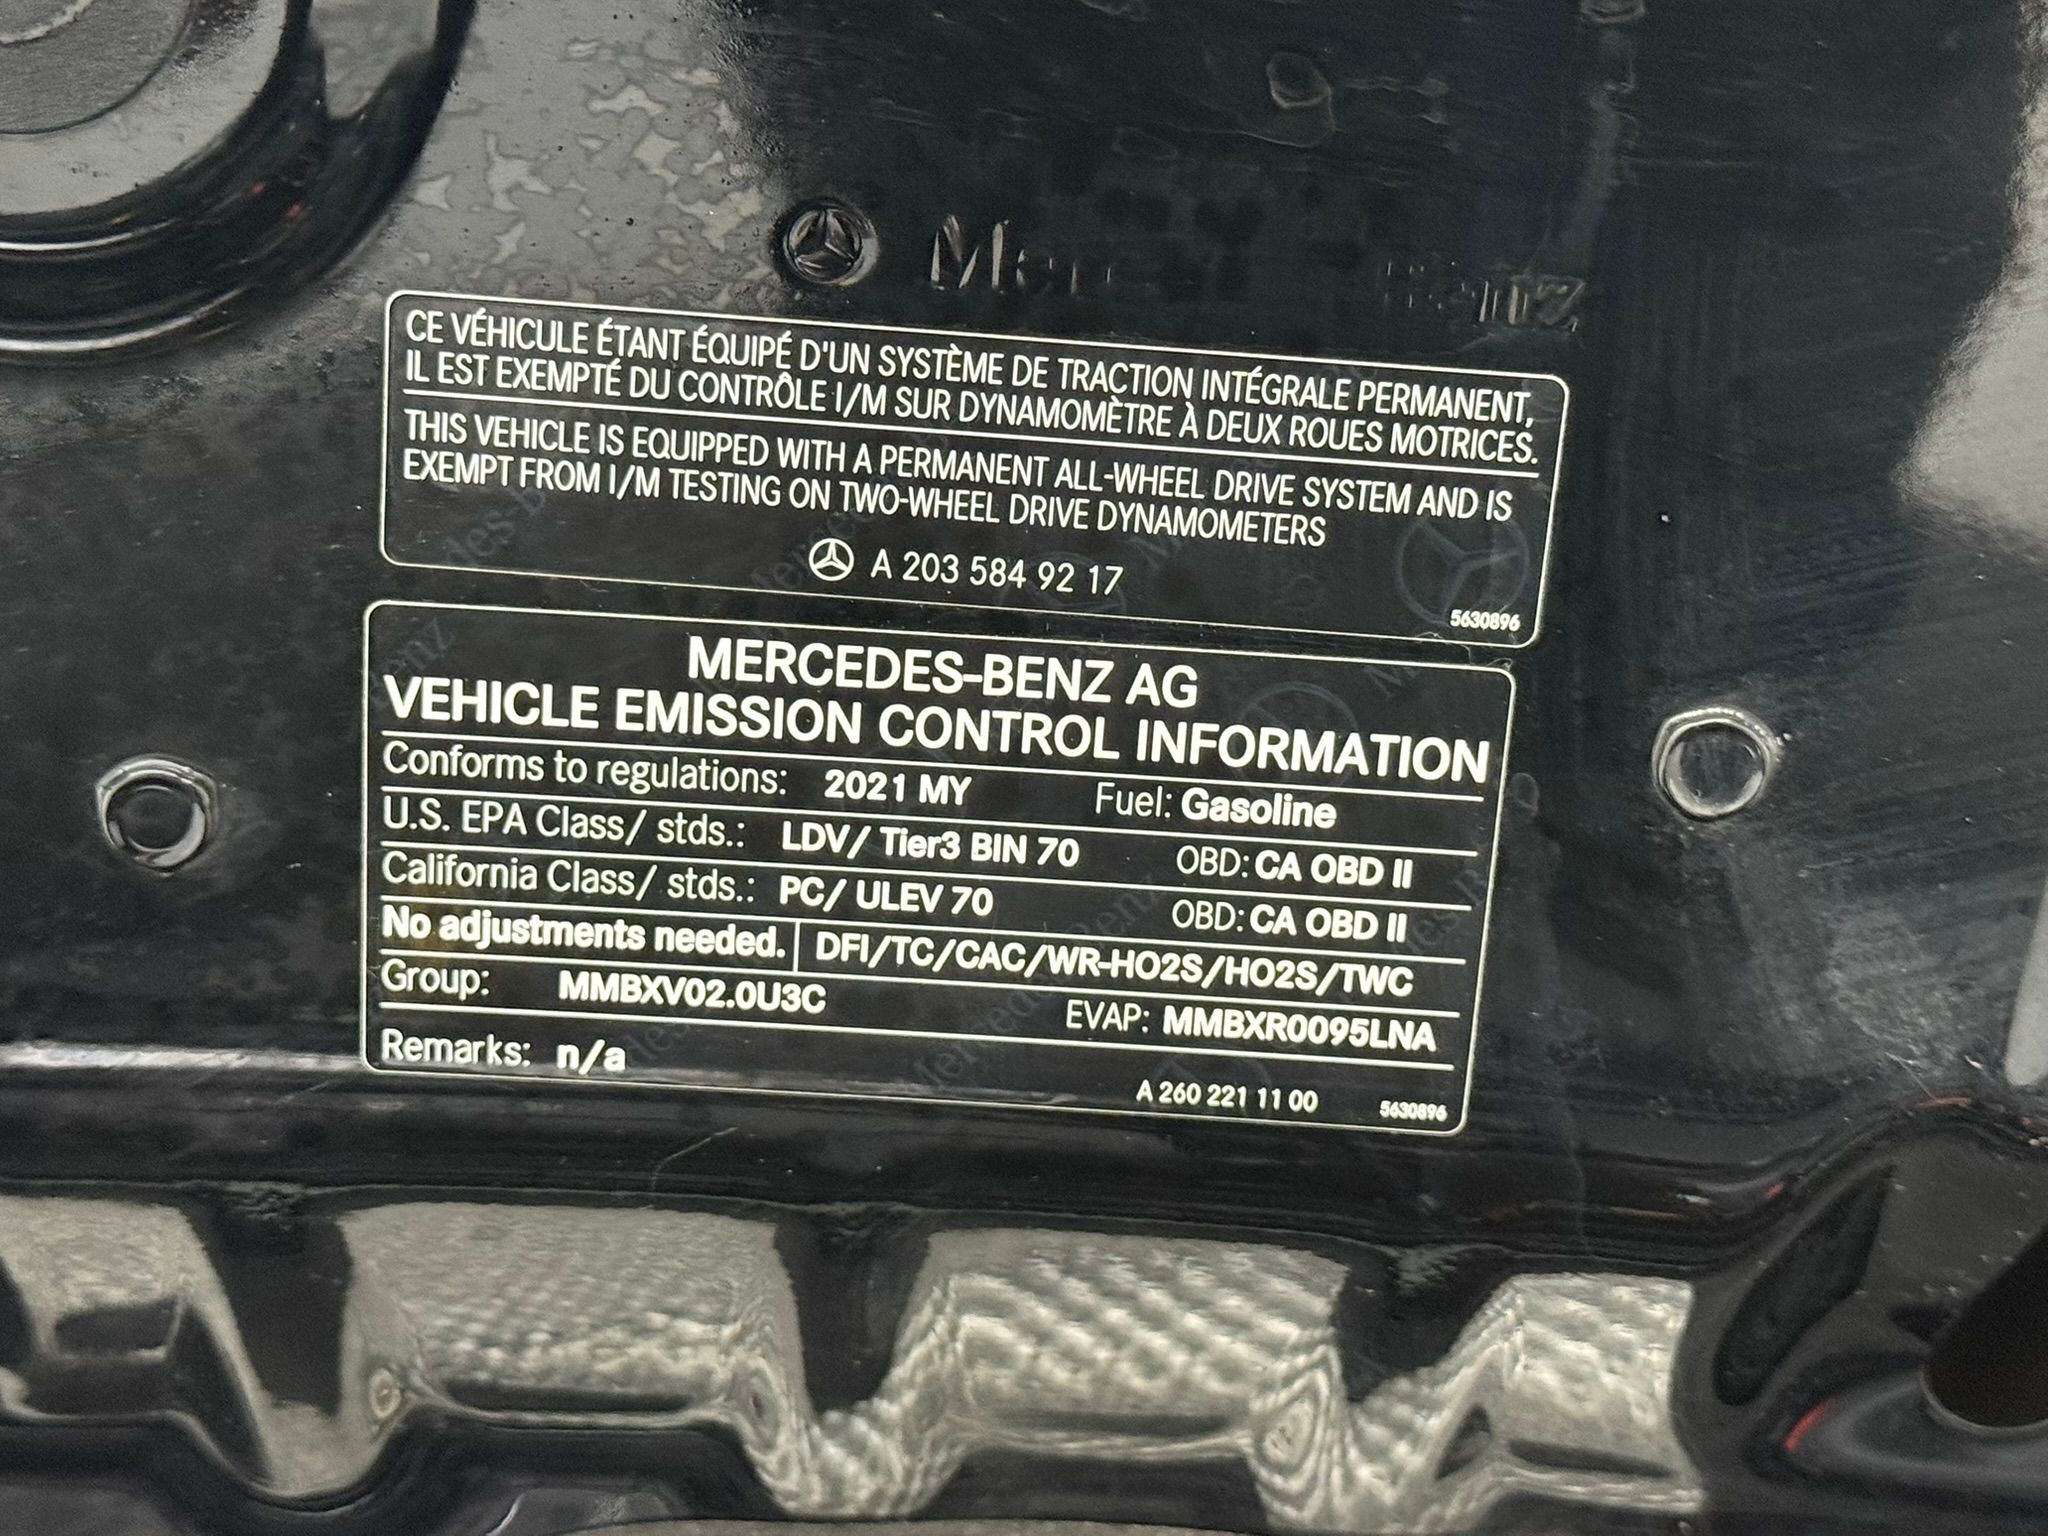 CE VÉHICULE ÉTANT ÉQUIPÉ D'UN SYSTÈME DE TRACTION INTÉGRALE PERMANENT,
IL EST EXEMPTÉ DU CONTRÔLE I/M SUR DYNAMOMÈTRE À DEUX ROUES MOTRICES.
THIS VEHICLE IS EQUIPPED WITH A PERMANENT ALL-WHEEL DRIVE SYSTEM AND IS
EXEMPT FROM I/M TESTING ON TWO-WHEEL DRIVE DYNAMOMETERS
A 203 584 92 17
5630896
MERCEDES-BENZ AG
VEHICLE EMISSION CONTROL INFORMATION
Conforms to regulations: 2021 MY Fuel: Gasoline
U.S. EPA Class/ stds.: LDV/ Tier3 BIN 70 OBD: CA OBD II
California Class/ stds.: PC/ ULEV 70 OBD: CA OBD II
No adjustments needed. DFI/TC/CAC/WR-HO2S/HO2S/TWC
Group: MMBXV02.0U3C EVAP: MMBXR0095LNA
Remarks: n/a
A 260 221 11 00 5630896